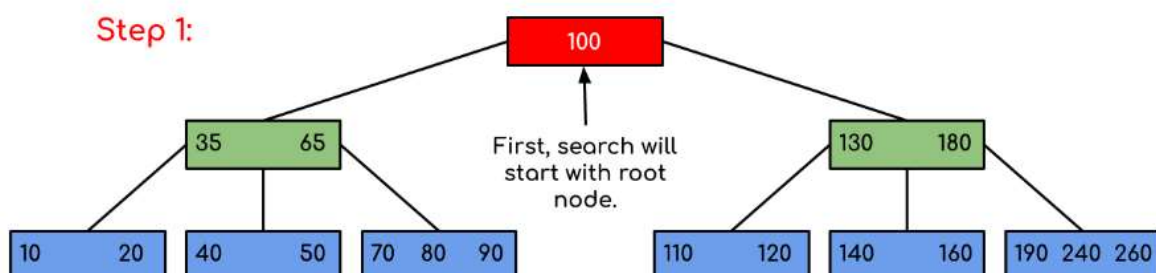 Step 1:
100
35 65
130 180
First, search will
start with root
node.
10 20
40 50
70 80 90
110 120
140 160
190 240 260